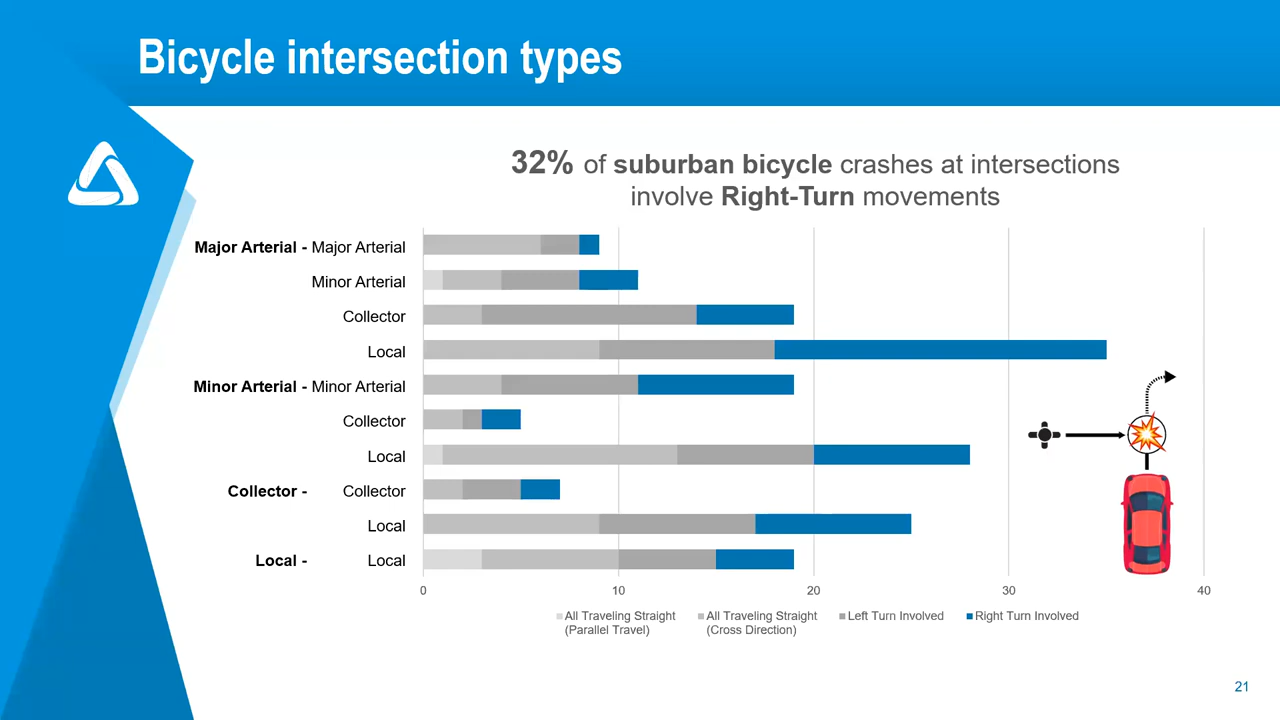 Bicycle intersection types
32% of suburban bicycle crashes at intersections
involve Right-Turn movements
Major Arterial - Major Arterial
Minor Arterial
Collector
Local
Minor Arterial - Minor Arterial
Collector
Local
Collector - Collector
Local
Local - Local
0 10 20 30 40
All Traveling Straight
(Parallel Travel)
All Traveling Straight
(Cross Direction)
Left Turn Involved
Right Turn Involved
21